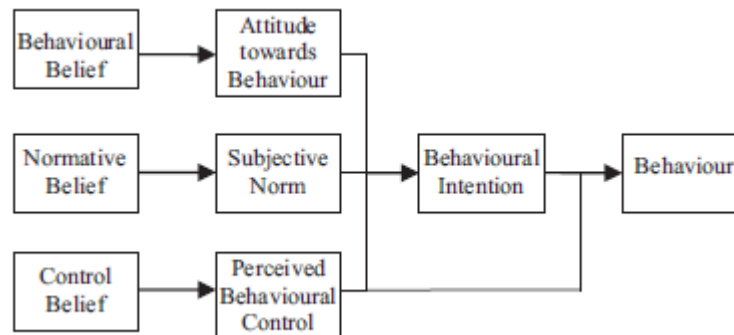 Behavioural
Belief
Attitude
towards
Behaviour
Normative
Belief
Subjective
Norm
Behavioural
Intention
Behaviour
Control
Belief
Perceived
Behavioural
Control